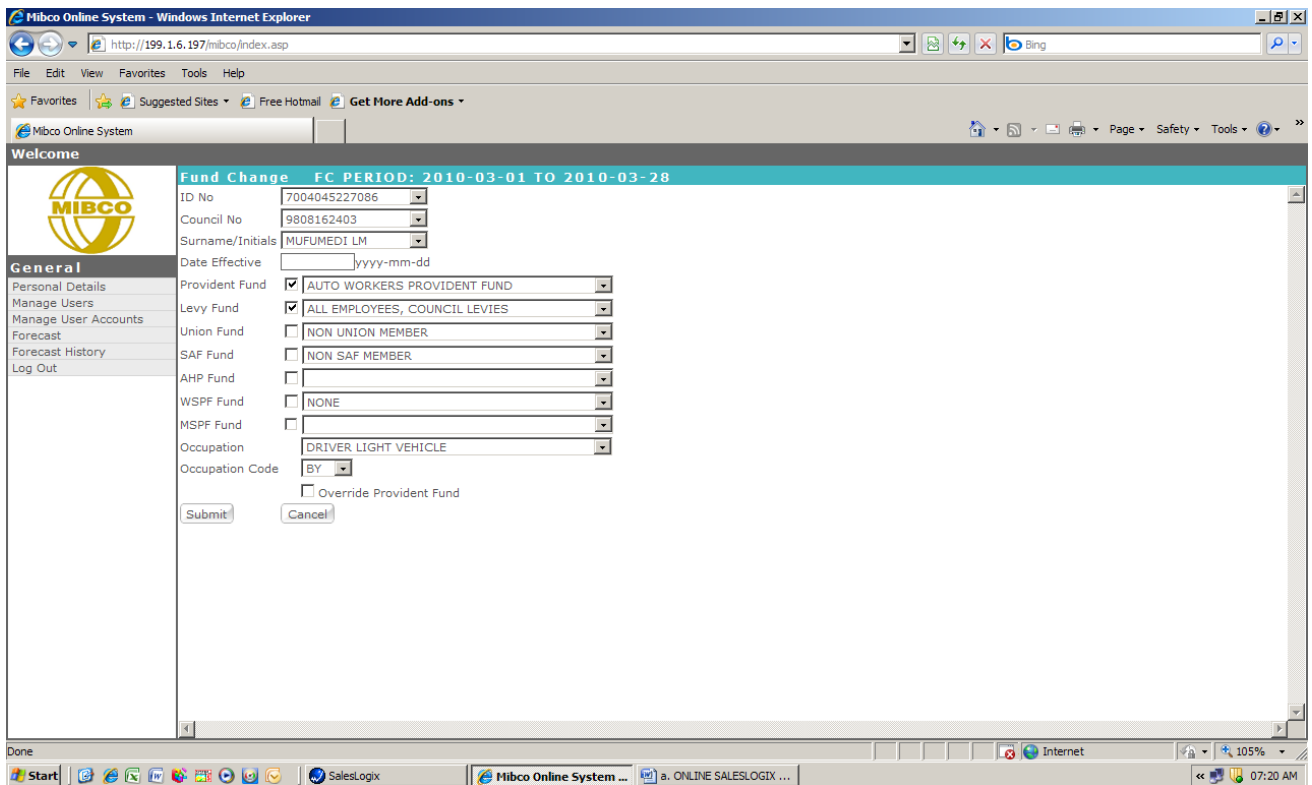 Mibco Online System - Windows Internet Explorer
http://199.1.6.197/mibco/index.asp
Bing
File Edit View Favorites Tools Help
Favorites Suggested Sites Free Hotmail Get More Add-ons
Mibco Online System
Page Safety Tools »
Welcome
MIBCO
Fund Change FC PERIOD: 2010-03-01 TO 2010-03-28
ID No 7004045227086
Council No 9808162403
Surname/Initials MUFUMEDI LM
Date Effective yyyy-mm-dd
Provident Fund AUTO WORKERS PROVIDENT FUND
Levy Fund ALL EMPLOYEES, COUNCIL LEVIES
Union Fund NON UNION MEMBER
SAF Fund NON SAF MEMBER
AHP Fund
WSPF Fund NONE
MSPF Fund
Occupation DRIVER LIGHT VEHICLE
Occupation Code BY
Override Provident Fund
Submit Cancel
General
Personal Details
Manage Users
Manage User Accounts
Forecast
Forecast History
Log Out
Done Internet 105%
Start SalesLogix Mibco Online System ... a. ONLINE SALESLOGIX ... « 07:20 AM